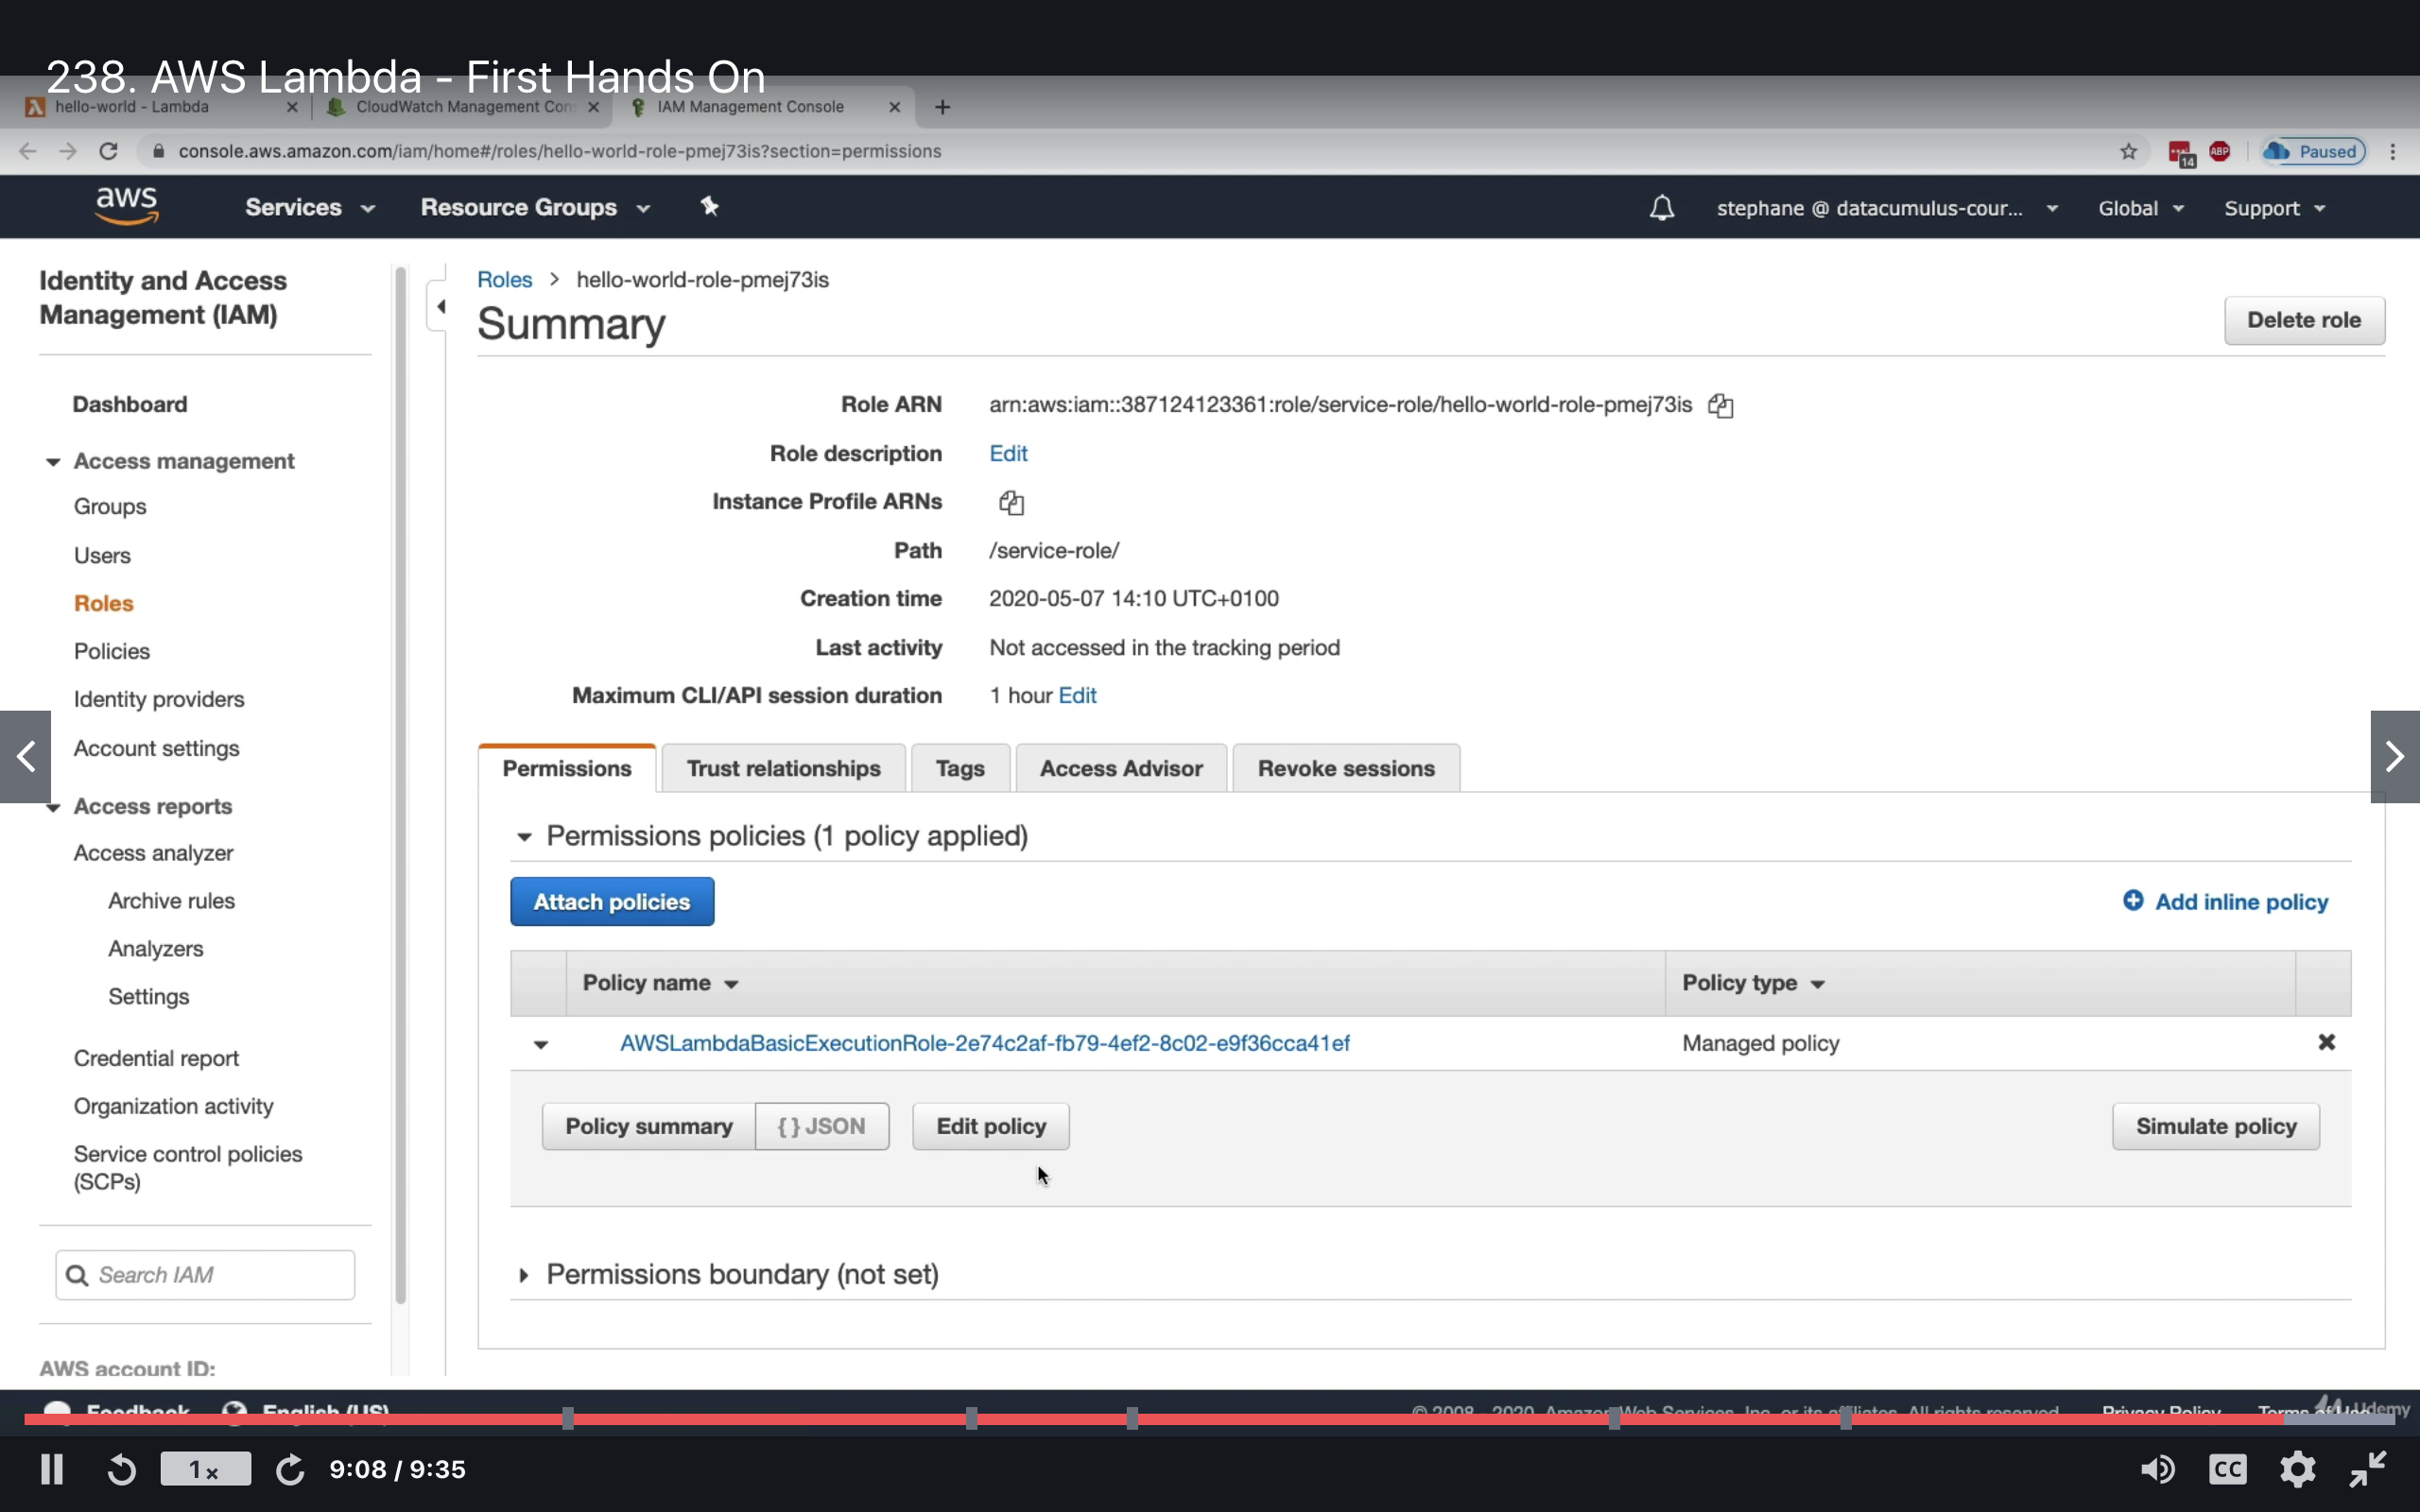 238. AWS Lambda - First Hands On
hello-world - Lambda
CloudWatch Management Con
IAM Management Console
console.aws.amazon.com/iam/home#/roles/hello-world-role-pmej73is?section=permissions
14
ABP
Paused
aws
Services
Resource Groups
stephane @ datacumulus-cour...
Global
Support
Identity and Access
Management (IAM)
Dashboard
Access management
Groups
Users
Roles
Policies
Identity providers
Account settings
Access reports
Access analyzer
Archive rules
Analyzers
Settings
Credential report
Organization activity
Service control policies
(SCPs)
Search IAM
AWS account ID:
Roles > hello-world-role-pmej73is
Summary
Delete role
Role ARN arn:aws:iam::387124123361:role/service-role/hello-world-role-pmej73is
Role description Edit
Instance Profile ARNs
Path /service-role/
Creation time 2020-05-07 14:10 UTC+0100
Last activity Not accessed in the tracking period
Maximum CLI/API session duration 1 hour Edit
Permissions Trust relationships Tags Access Advisor Revoke sessions
Permissions policies (1 policy applied)
Attach policies
Add inline policy
Policy name Policy type
AWSLambdaBasicExecutionRole-2e74c2af-fb79-4ef2-8c02-e9f36cca41ef Managed policy
Policy summary { } JSON Edit policy Simulate policy
Permissions boundary (not set)
Feedback English (US) © 2008 - 2020, Amazon Web Services, Inc. or its affiliates. All rights reserved. Privacy Policy Terms of Use
Udemy
1x 9:08 / 9:35 CC